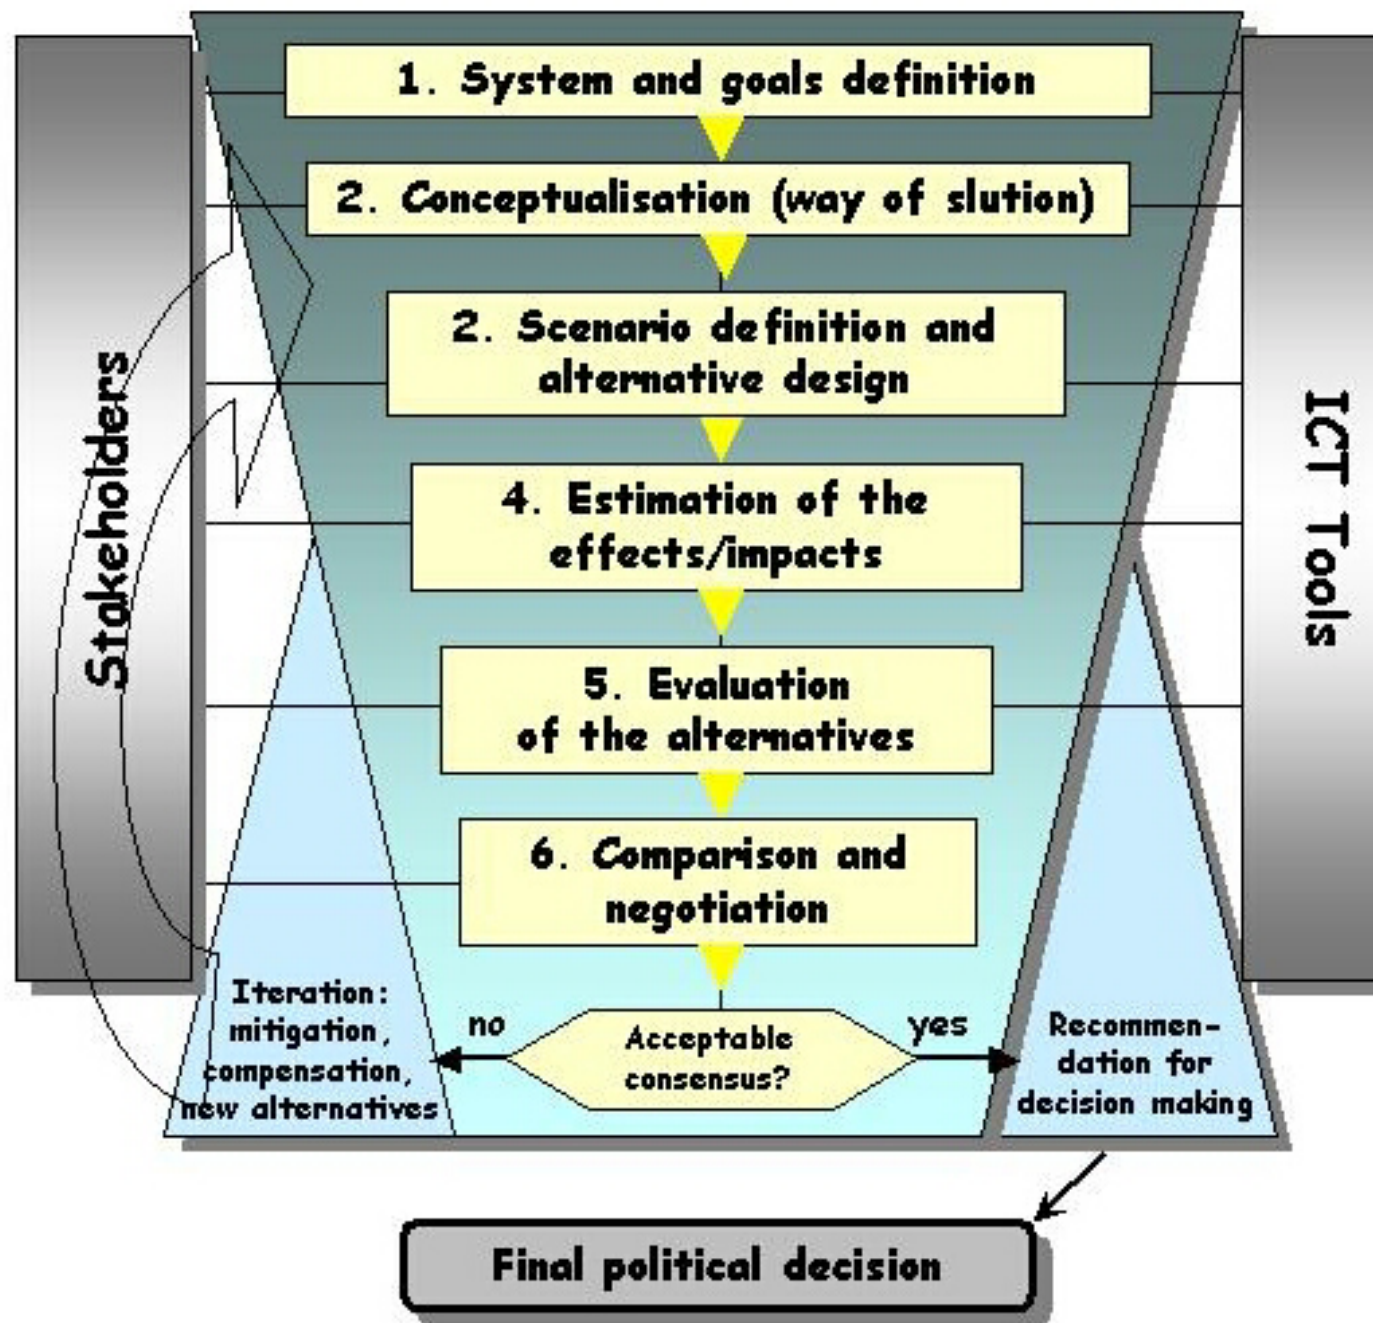 1. System and goals definition
2. Conceptualisation (way of slution)
2. Scenario definition and
alternative design
4. Estimation of the
effects/impacts
5. Evaluation
of the alternatives
6. Comparison and
negotiation
Stakeholders
ICT Tools
Iteration:
mitigation,
compensation,
new alternatives
no
Acceptable
consensus?
yes
Recommen-
dation for
decision making
Final political decision